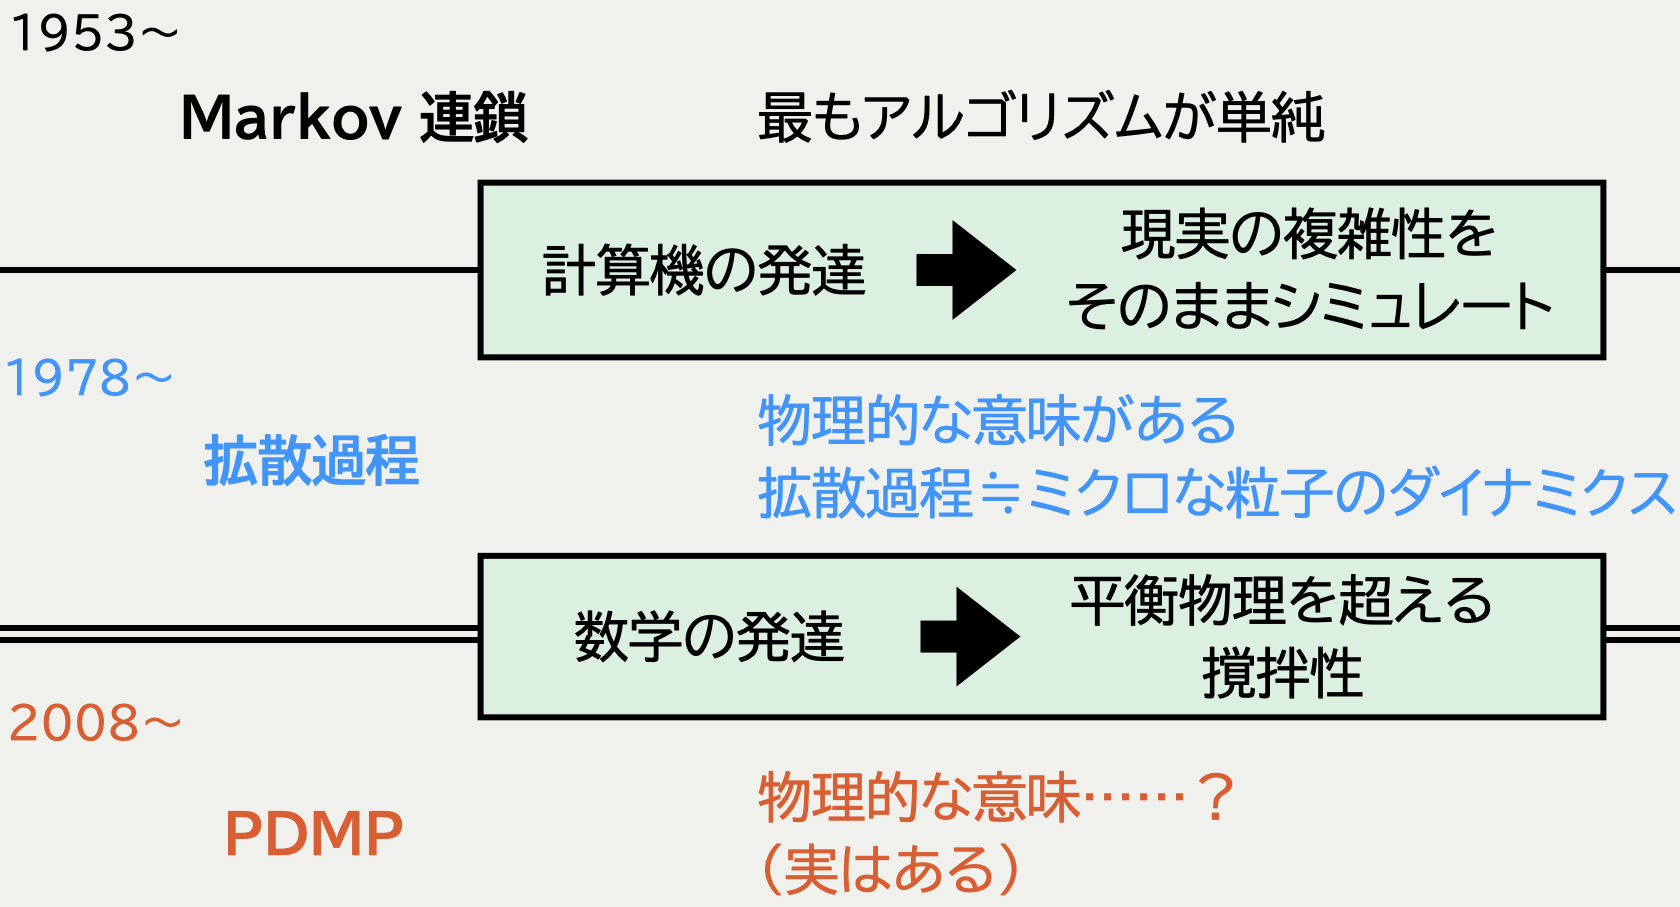 1953～
Markov 連鎖 最もアルゴリズムが単純
計算機の発達 現実の複雑性を
そのままシミュレート
1978～
物理的な意味がある
拡散過程 拡散過程≒ミクロな粒子のダイナミクス
数学の発達 平衡物理を超える
撹拌性
2008～
物理的な意味……？
PDMP （実はある）